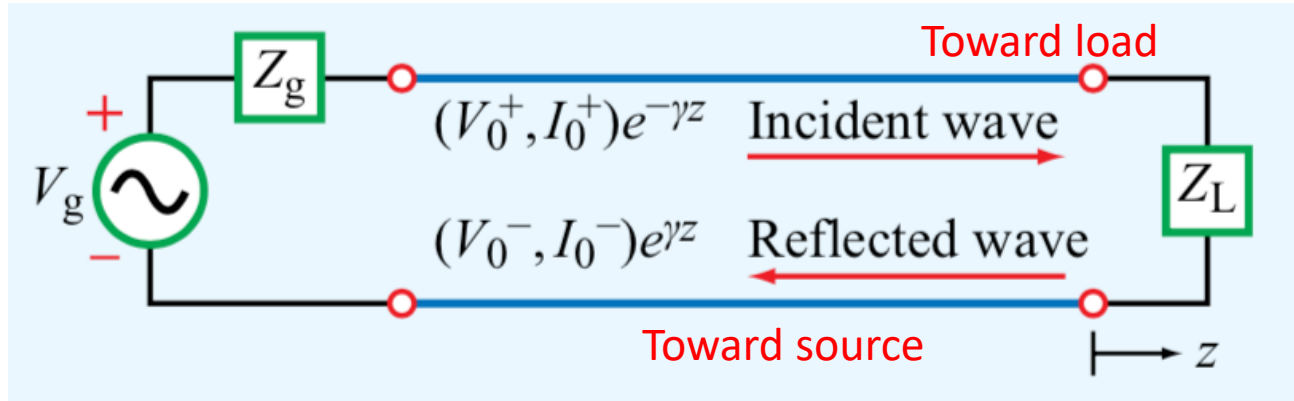 Toward load
Z_g
+
(V_0^+, I_0^+)e^{−γz} Incident wave
V_g
Z_L
(V_0^−, I_0^−)e^{γz} Reflected wave
−
Toward source
z